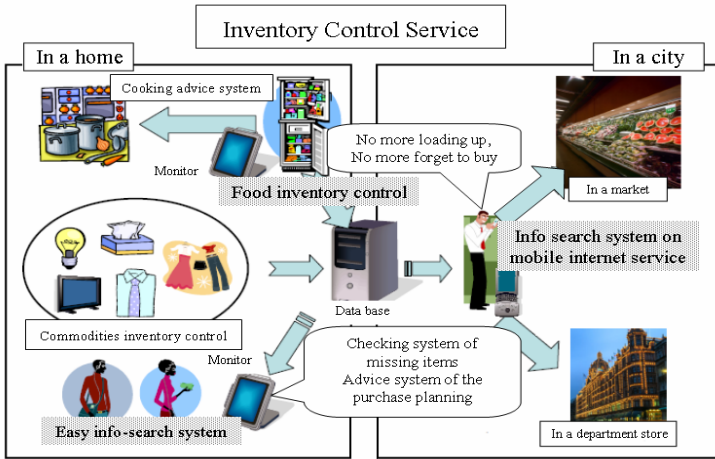 Inventory Control Service
In a home
In a city
Cooking advice system
Monitor
Food inventory control
No more loading up,
No more forget to buy
In a market
Info search system on
mobile internet service
Commodities inventory control
Data base
Monitor
Checking system of
missing items
Advice system of the
purchase planning
Easy info-search system
In a department store